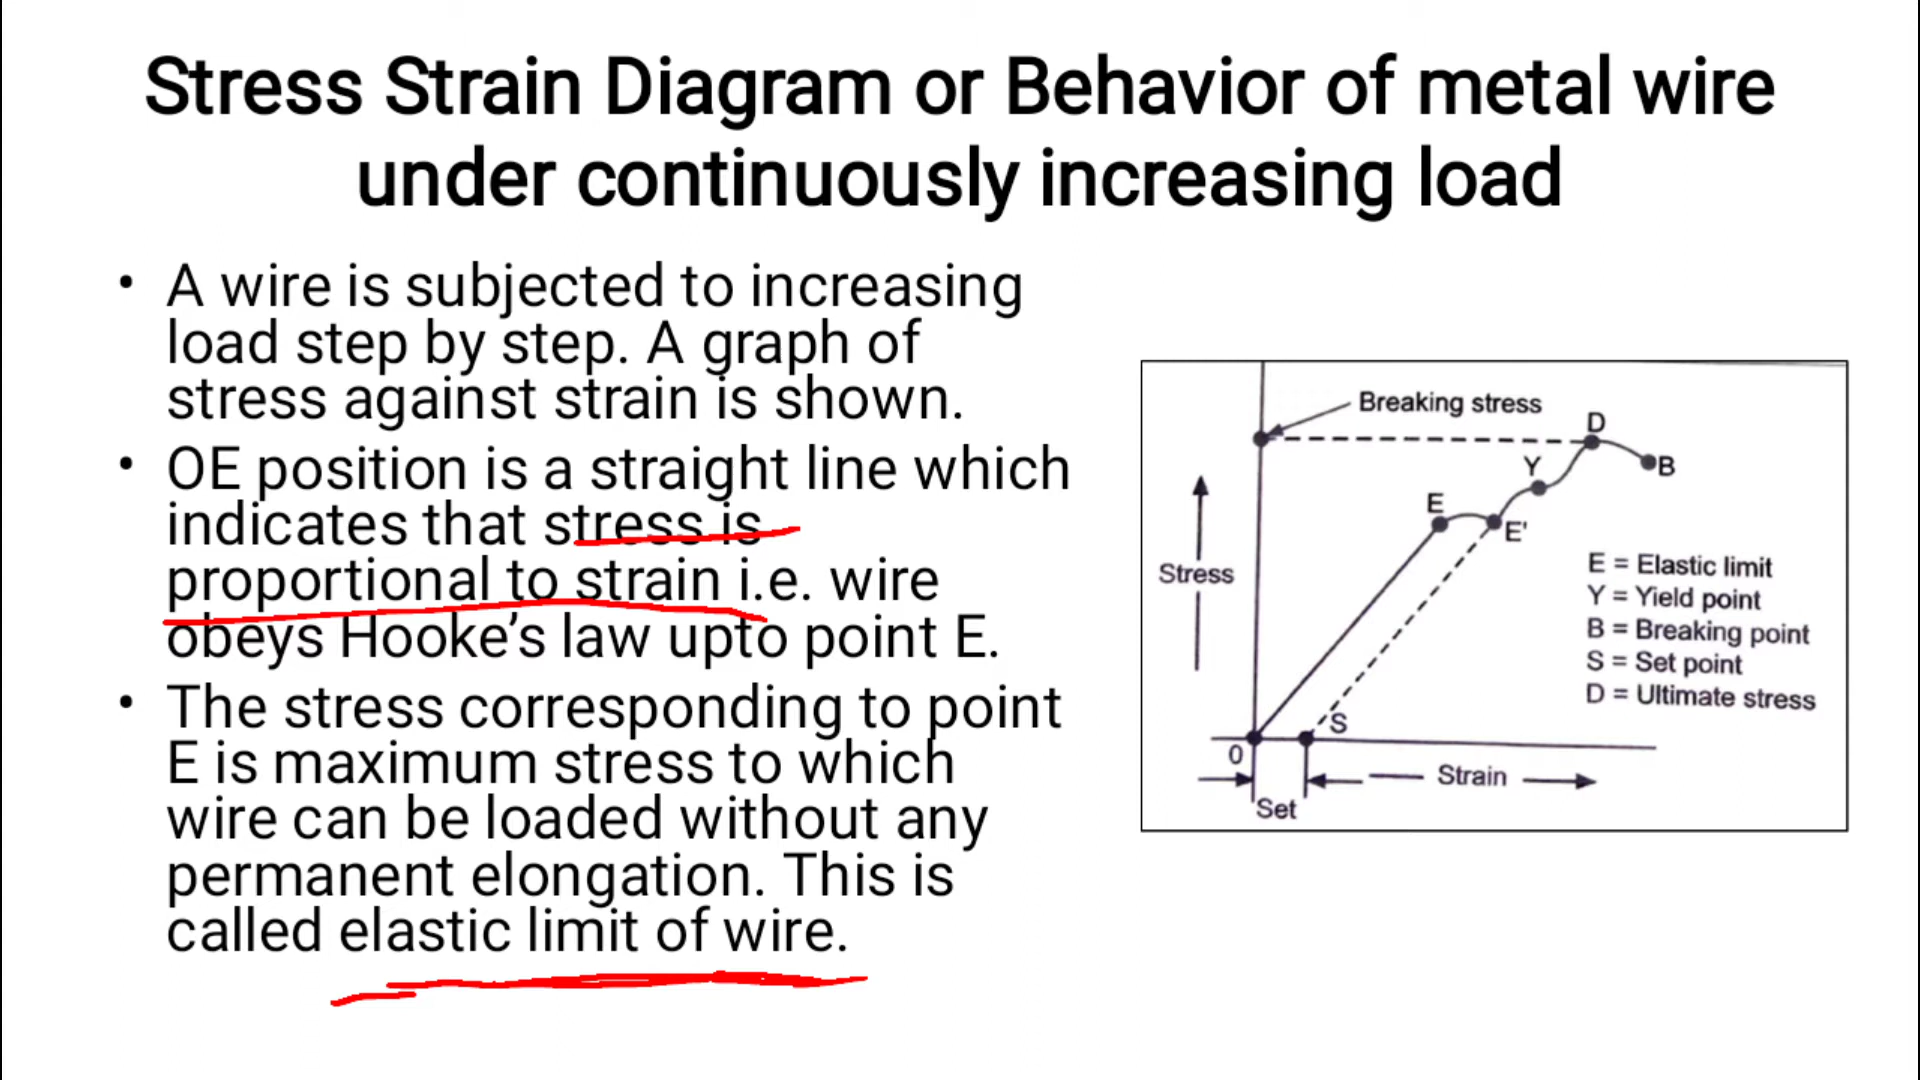 Stress Strain Diagram or Behavior of metal wire
under continuously increasing load
• A wire is subjected to increasing
load step by step. A graph of
stress against strain is shown.
• OE position is a straight line which
indicates that stress is
proportional to strain i.e. wire
obeys Hooke's law upto point E.
• The stress corresponding to point
E is maximum stress to which
wire can be loaded without any
permanent elongation. This is
called elastic limit of wire.
Breaking stress
D
Y
B
E
E'
Stress
E = Elastic limit
Y = Yield point
B = Breaking point
S = Set point
D = Ultimate stress
S
0
Strain
Set